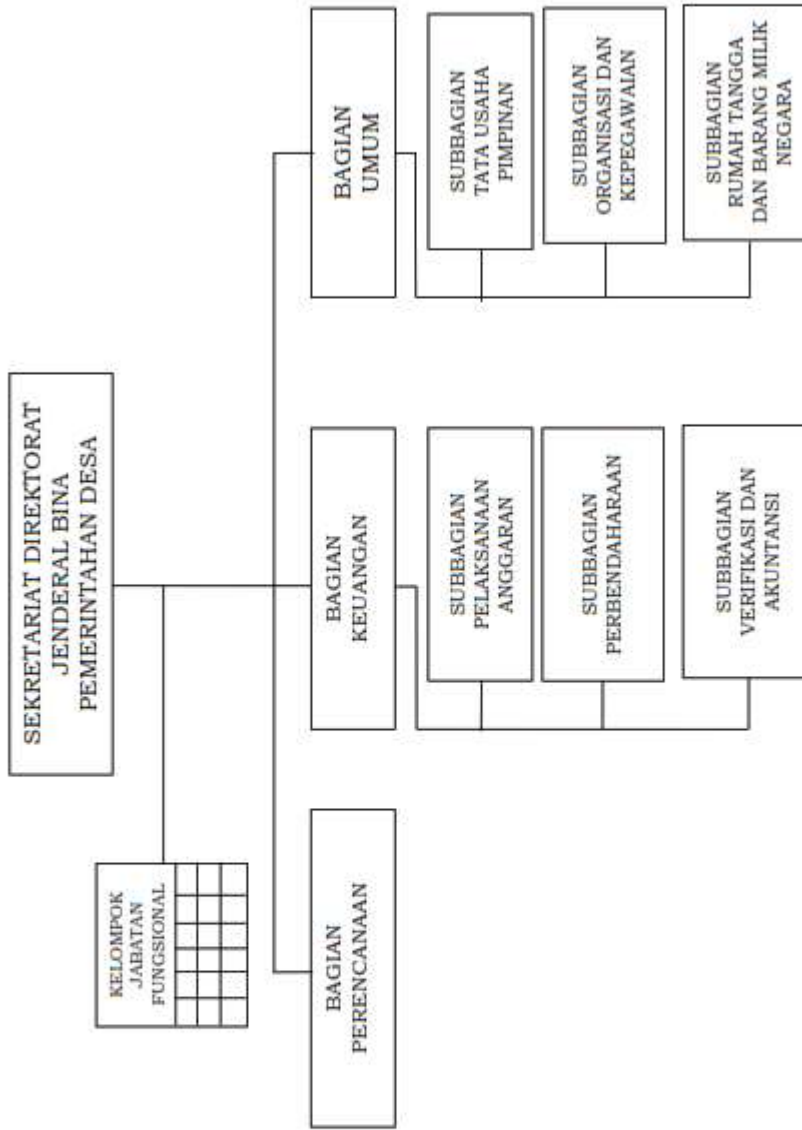 SEKRETARIAT DIREKTORAT
JENDERAL BINA
PEMERINTAHAN DESA
KELOMPOK
JABATAN
FUNGSIONAL
BAGIAN
PERENCANAAN
BAGIAN
KEUANGAN
SUBBAGIAN
PELAKSANAAN
ANGGARAN
SUBBAGIAN
PERBENDAHARAAN
SUBBAGIAN
VERIFIKASI DAN
AKUNTANSI
BAGIAN
UMUM
SUBBAGIAN
TATA USAHA
PIMPINAN
SUBBAGIAN
ORGANISASI DAN
KEPEGAWAIAN
SUBBAGIAN
RUMAH TANGGA
DAN BARANG MILIK
NEGARA